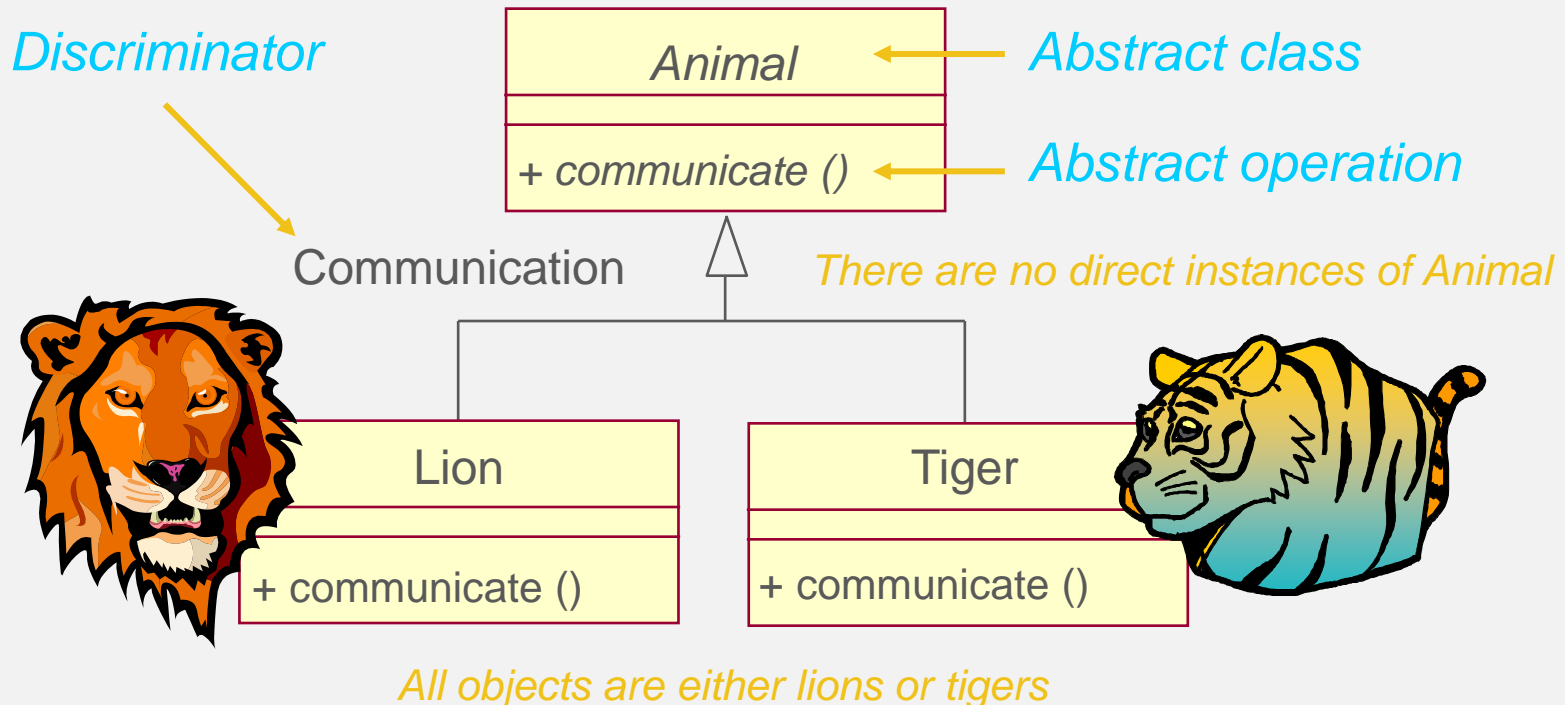 Discriminator
Animal
Abstract class
+ communicate ()
Abstract operation
Communication
There are no direct instances of Animal
Lion
+ communicate ()
Tiger
+ communicate ()
All objects are either lions or tigers